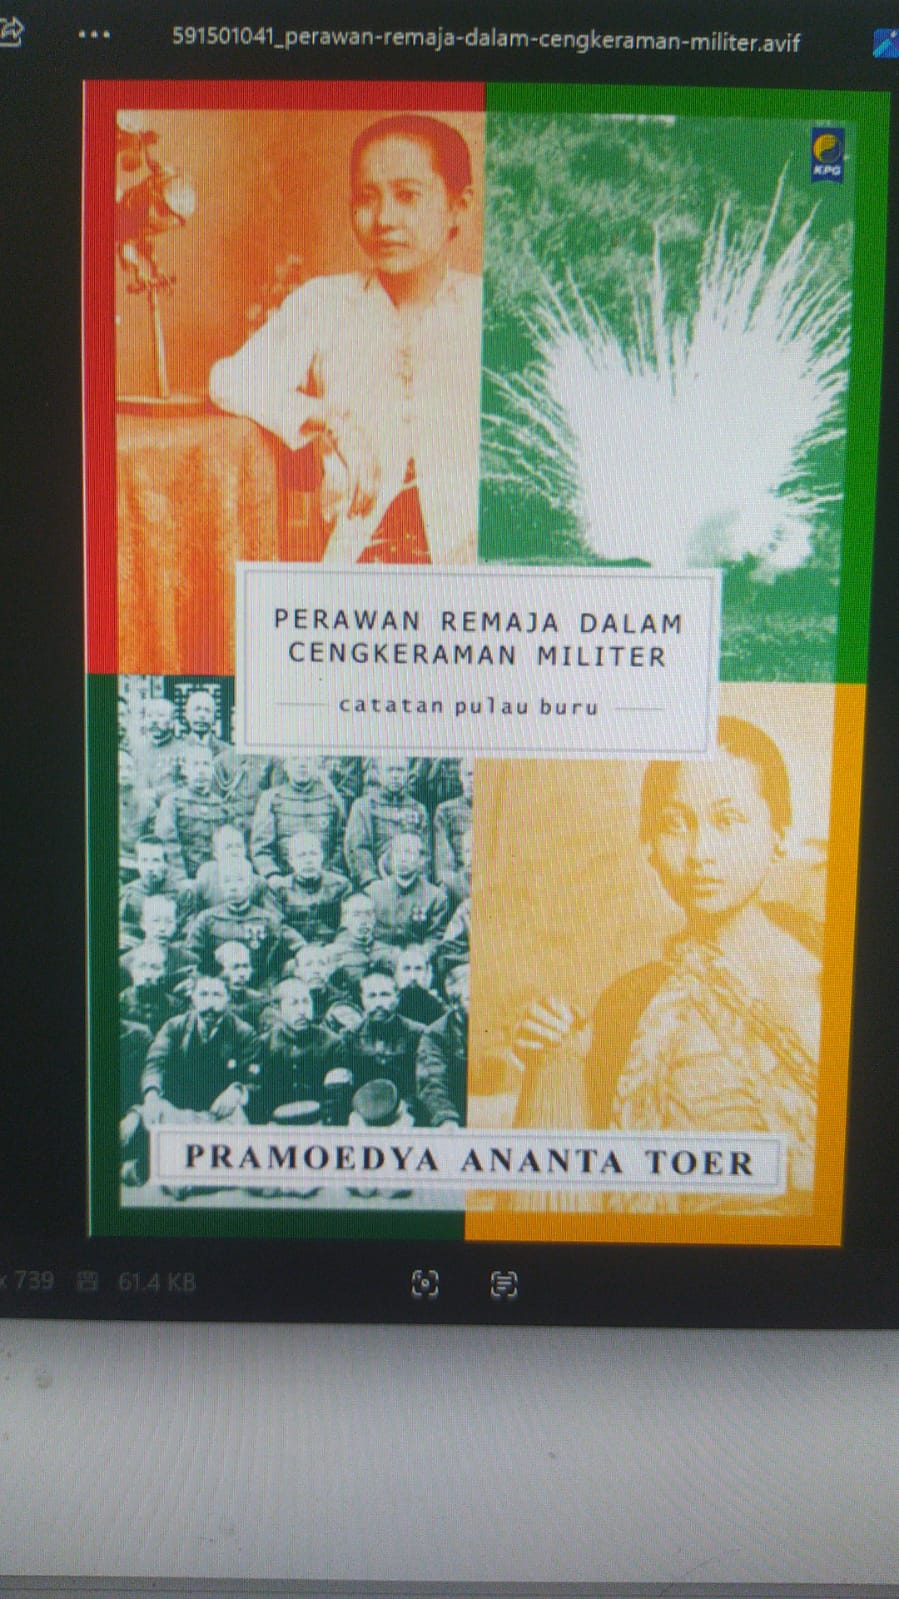 591501041_perawan-remaja-dalam-cengkeraman-militer.avif
KPG
PERAWAN REMAJA DALAM
CENGKERAMAN MILITER
catatan pulau buru
PRAMOEDYA ANANTA TOER
x 739 61.4 KB